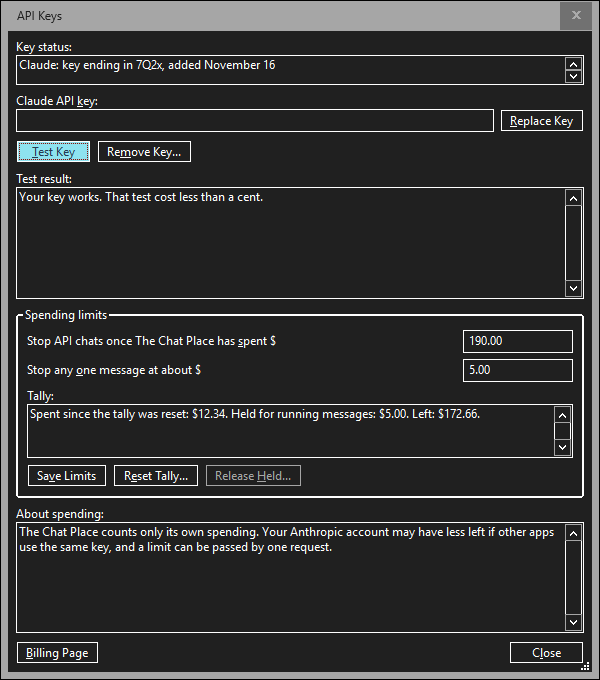 API Keys
Key status:
Claude: key ending in 7Q2x, added November 16
Claude API key:
Replace Key
Test Key
Remove Key...
Test result:
Your key works. That test cost less than a cent.
Spending limits
Stop API chats once The Chat Place has spent $
190.00
Stop any one message at about $
5.00
Tally:
Spent since the tally was reset: $12.34. Held for running messages: $5.00. Left: $172.66.
Save Limits
Reset Tally...
Release Held...
About spending:
The Chat Place counts only its own spending. Your Anthropic account may have less left if other apps
use the same key, and a limit can be passed by one request.
Billing Page
Close